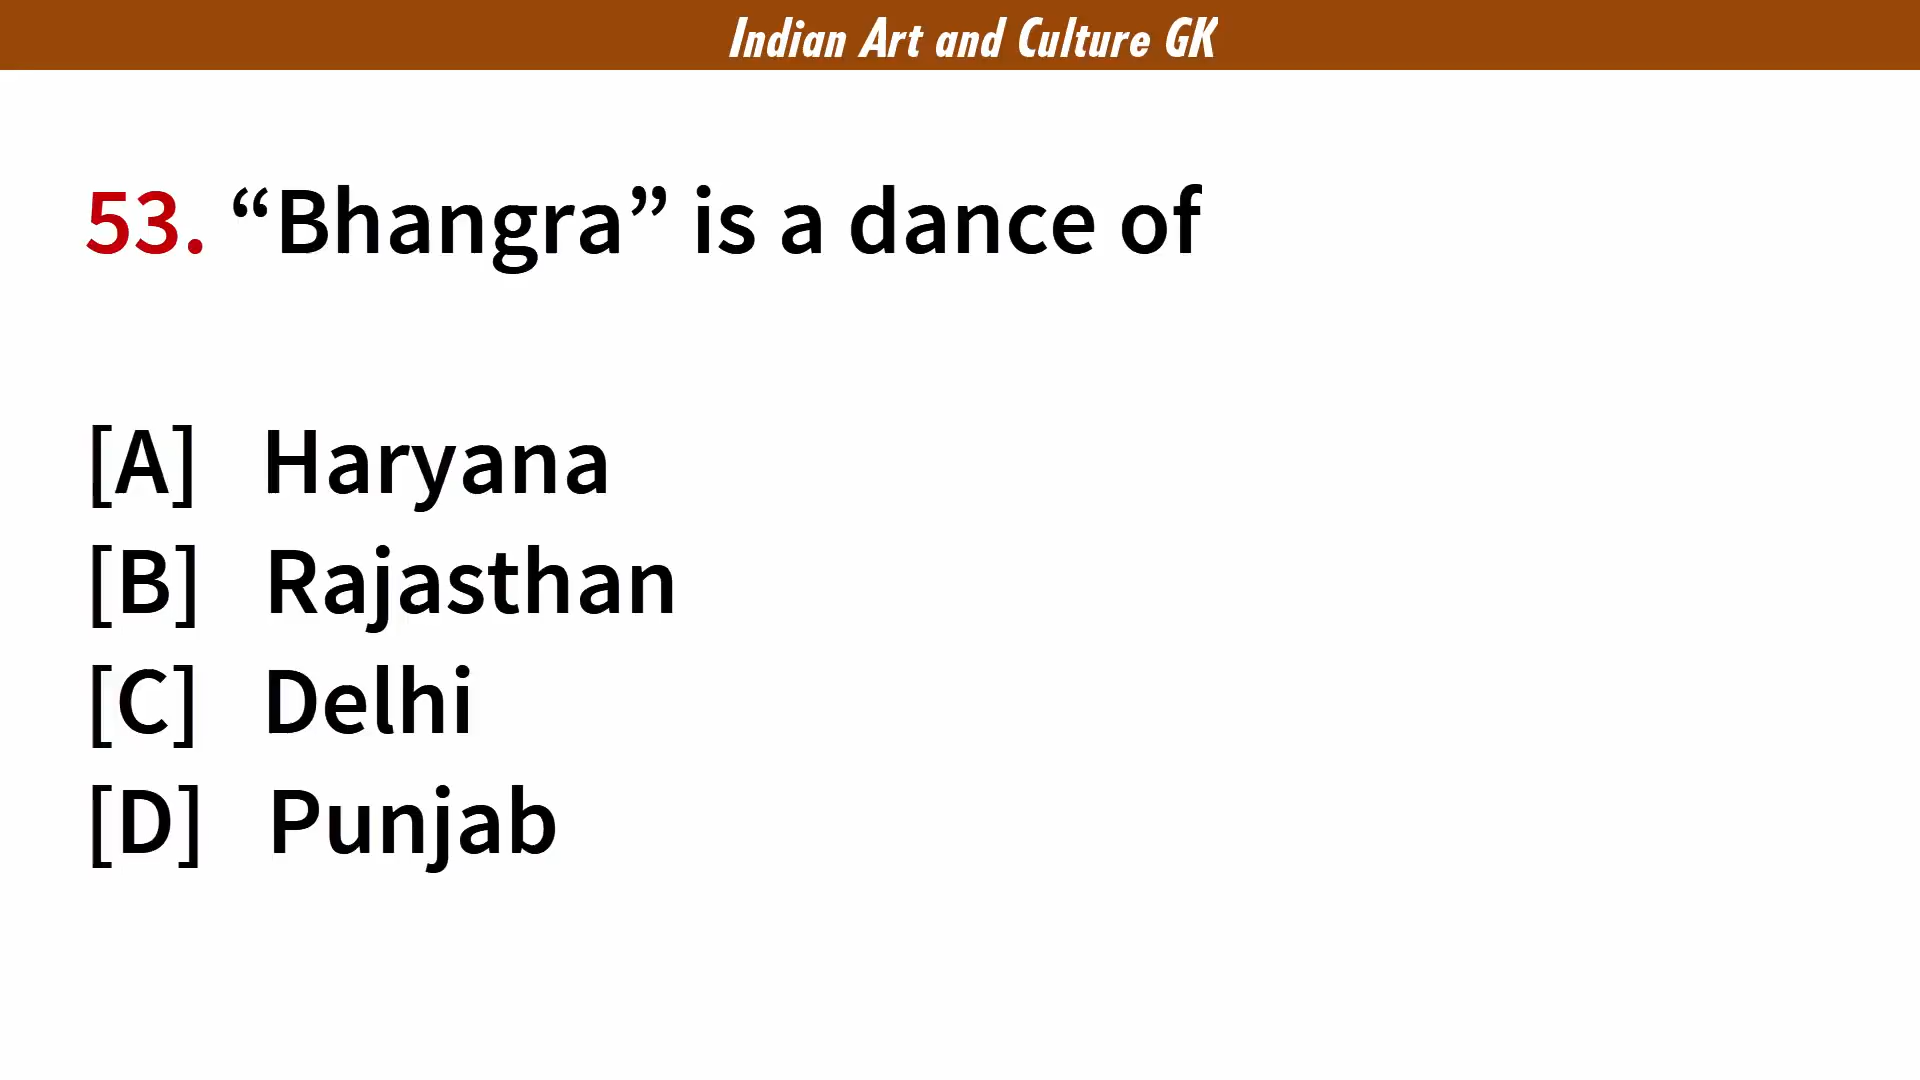 Indian Art and Culture GK
53. “Bhangra” is a dance of
[A] Haryana
[B] Rajasthan
[C] Delhi
[D] Punjab